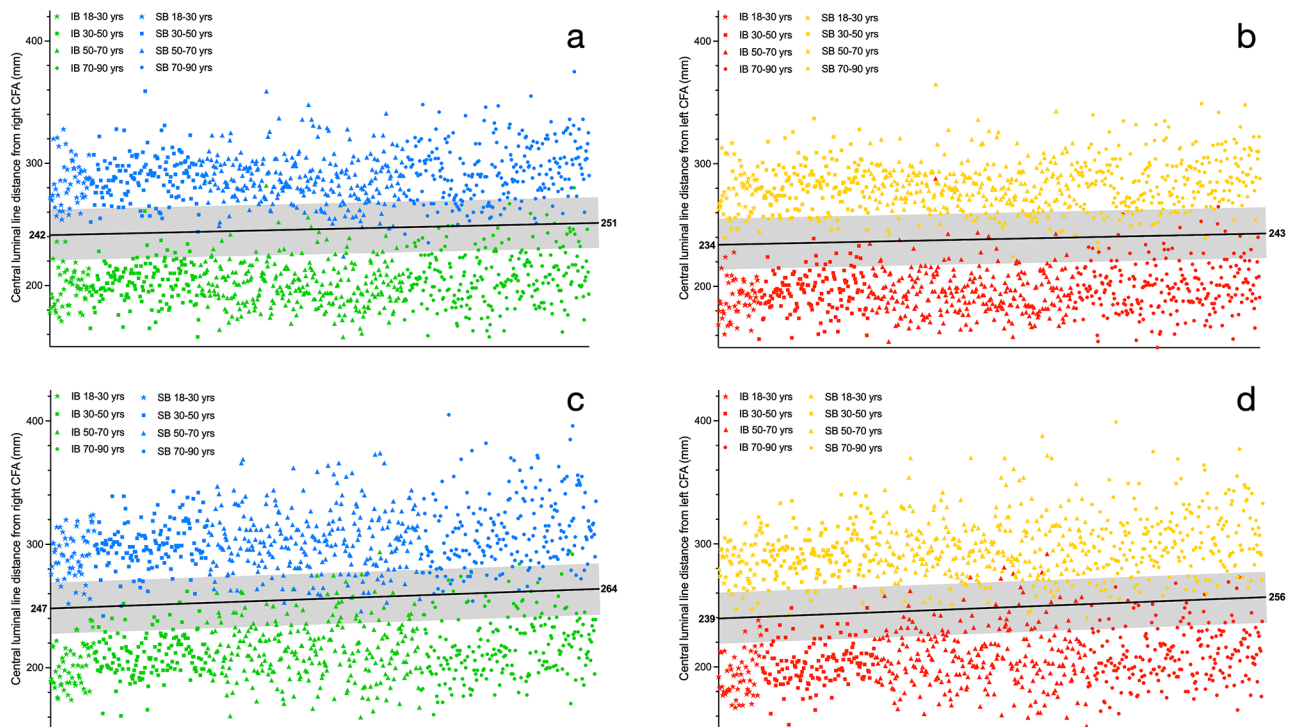 IB 18-30 yrs SB 18-30 yrs
IB 30-50 yrs SB 30-50 yrs
IB 50-70 yrs SB 50-70 yrs
IB 70-90 yrs SB 70-90 yrs
a
Central luminal line distance from right CFA (mm)
400
300
200
242
251
IB 18-30 yrs SB 18-30 yrs
IB 30-50 yrs SB 30-50 yrs
IB 50-70 yrs SB 50-70 yrs
IB 70-90 yrs SB 70-90 yrs
b
Central luminal line distance from left CFA (mm)
400
300
200
234
243
IB 18-30 yrs SB 18-30 yrs
IB 30-50 yrs SB 30-50 yrs
IB 50-70 yrs SB 50-70 yrs
IB 70-90 yrs SB 70-90 yrs
c
Central luminal line distance from right CFA (mm)
400
300
200
247
264
IB 18-30 yrs SB 18-30 yrs
IB 30-50 yrs SB 30-50 yrs
IB 50-70 yrs SB 50-70 yrs
IB 70-90 yrs SB 70-90 yrs
d
Central luminal line distance from left CFA (mm)
400
300
200
239
256